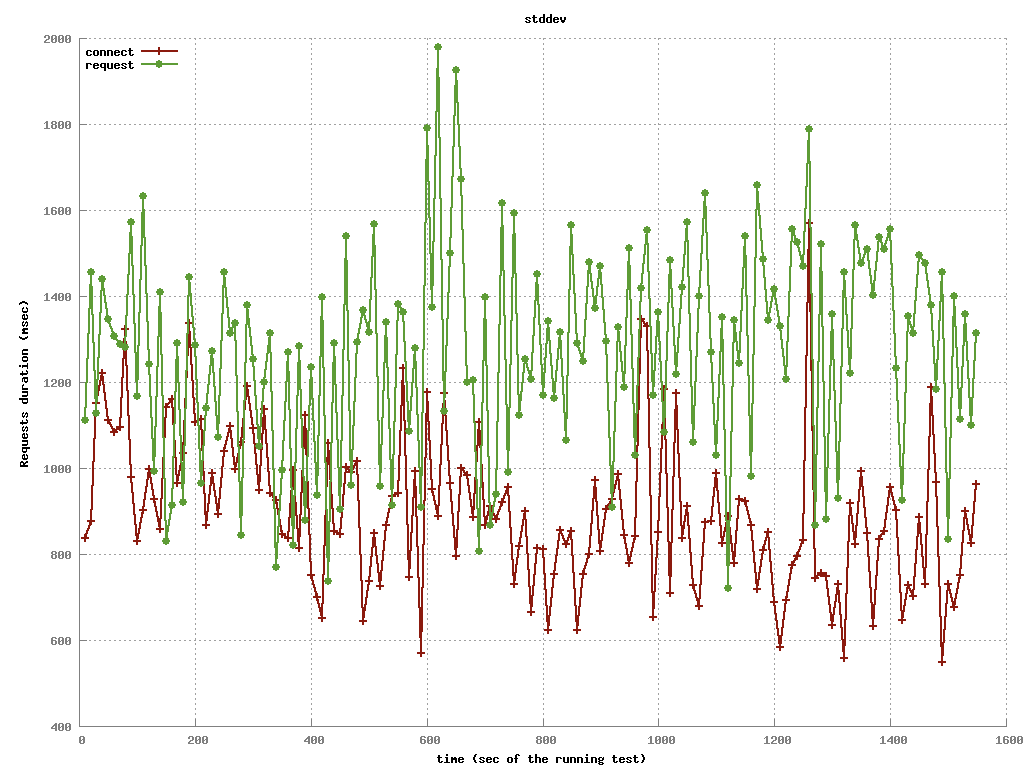 stddev
connect
request
2000
1800
1600
1400
1200
1000
800
600
400
Requests duration (msec)
0 200 400 600 800 1000 1200 1400 1600
time (sec of the running test)